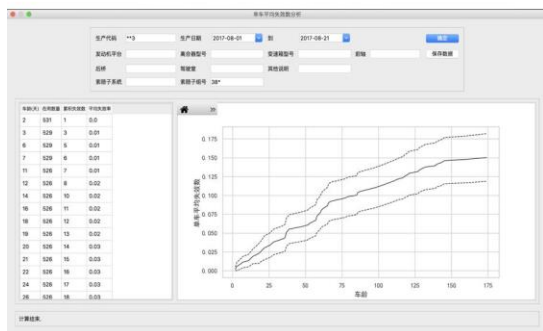 单车平均失效数分析
生产代码 **3 生产日期 2017-08-01 到 2017-08-21 确定
发动机平台 离合器型号 变速箱型号 前轴 保存数据
后桥 驾驶室 其他说明
索赔子系统 索赔子组号 38*
车龄(天) 在用数量 累积失效数 平均失效率
2 531 1 0.0
3 529 3 0.01
6 529 5 0.01
7 529 6 0.01
11 528 7 0.01
12 528 8 0.02
14 528 10 0.02
16 528 11 0.02
18 528 12 0.02
19 528 13 0.02
20 528 14 0.03
21 528 15 0.03
22 528 16 0.03
24 528 17 0.03
26 528 18 0.03
»
单车平均失效数
0.175
0.150
0.125
0.100
0.075
0.050
0.025
0.000
0 25 50 75 100 125 150 175
车龄
计算结束.